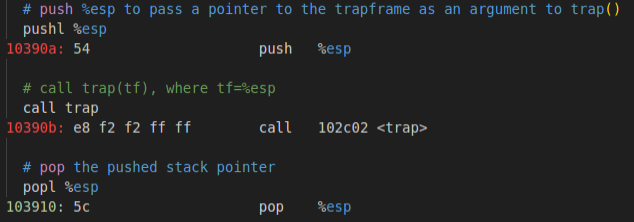 # push %esp to pass a pointer to the trapframe as an argument to trap()
pushl %esp
10390a: 54 push %esp
# call trap(tf), where tf=%esp
call trap
10390b: e8 f2 f2 ff ff call 102c02 <trap>
# pop the pushed stack pointer
popl %esp
103910: 5c pop %esp